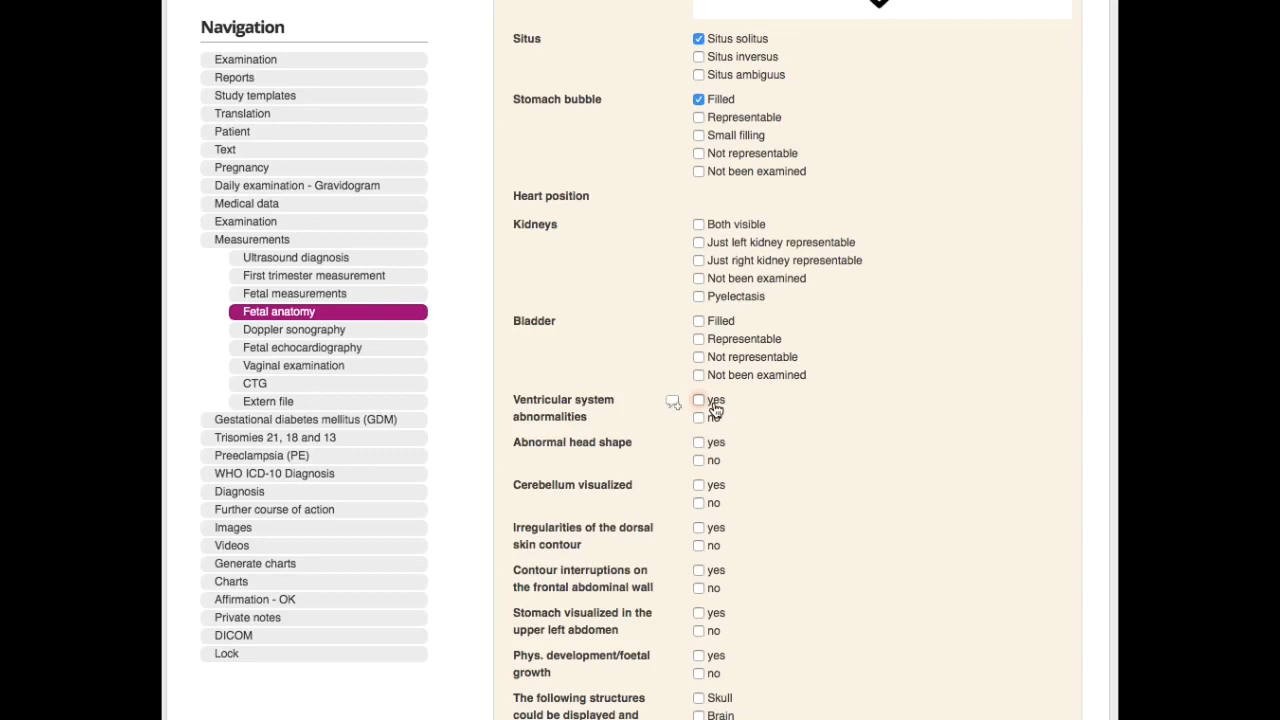 Navigation
Examination
Reports
Study templates
Translation
Patient
Text
Pregnancy
Daily examination - Gravidogram
Medical data
Examination
Measurements
Ultrasound diagnosis
First trimester measurement
Fetal measurements
Fetal anatomy
Doppler sonography
Fetal echocardiography
Vaginal examination
CTG
Extern file
Gestational diabetes mellitus (GDM)
Trisomies 21, 18 and 13
Preeclampsia (PE)
WHO ICD-10 Diagnosis
Diagnosis
Further course of action
Images
Videos
Generate charts
Charts
Affirmation - OK
Private notes
DICOM
Lock
Situs
Situs solitus
Situs inversus
Situs ambiguus
Stomach bubble
Filled
Representable
Small filling
Not representable
Not been examined
Heart position
Kidneys
Both visible
Just left kidney representable
Just right kidney representable
Not been examined
Pyelectasis
Bladder
Filled
Representable
Not representable
Not been examined
Ventricular system
abnormalities
yes
no
Abnormal head shape
yes
no
Cerebellum visualized
yes
no
Irregularities of the dorsal
skin contour
yes
no
Contour interruptions on
the frontal abdominal wall
yes
no
Stomach visualized in the
upper left abdomen
yes
no
Phys. development/foetal
growth
yes
no
The following structures
could be displayed and
Skull
Brain